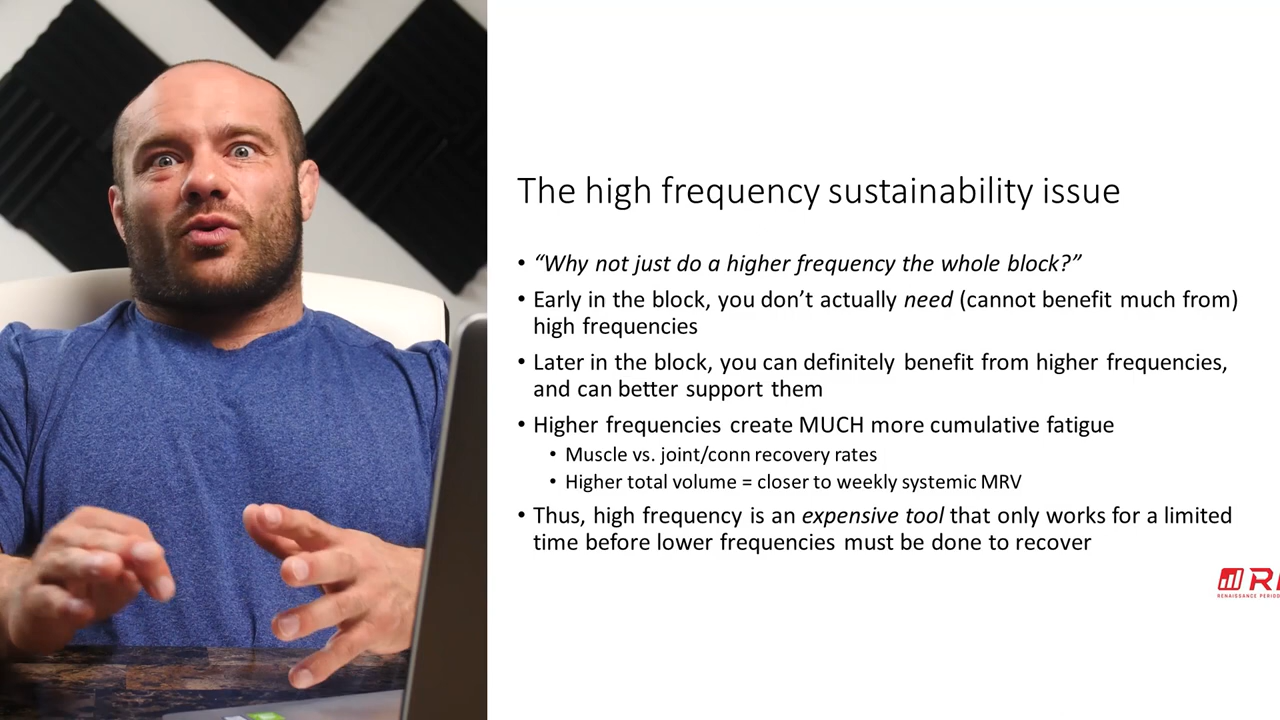 The high frequency sustainability issue
• “Why not just do a higher frequency the whole block?”
• Early in the block, you don’t actually need (cannot benefit much from)
high frequencies
• Later in the block, you can definitely benefit from higher frequencies,
and can better support them
• Higher frequencies create MUCH more cumulative fatigue
• Muscle vs. joint/conn recovery rates
• Higher total volume = closer to weekly systemic MRV
• Thus, high frequency is an expensive tool that only works for a limited
time before lower frequencies must be done to recover
RENAISSANCE